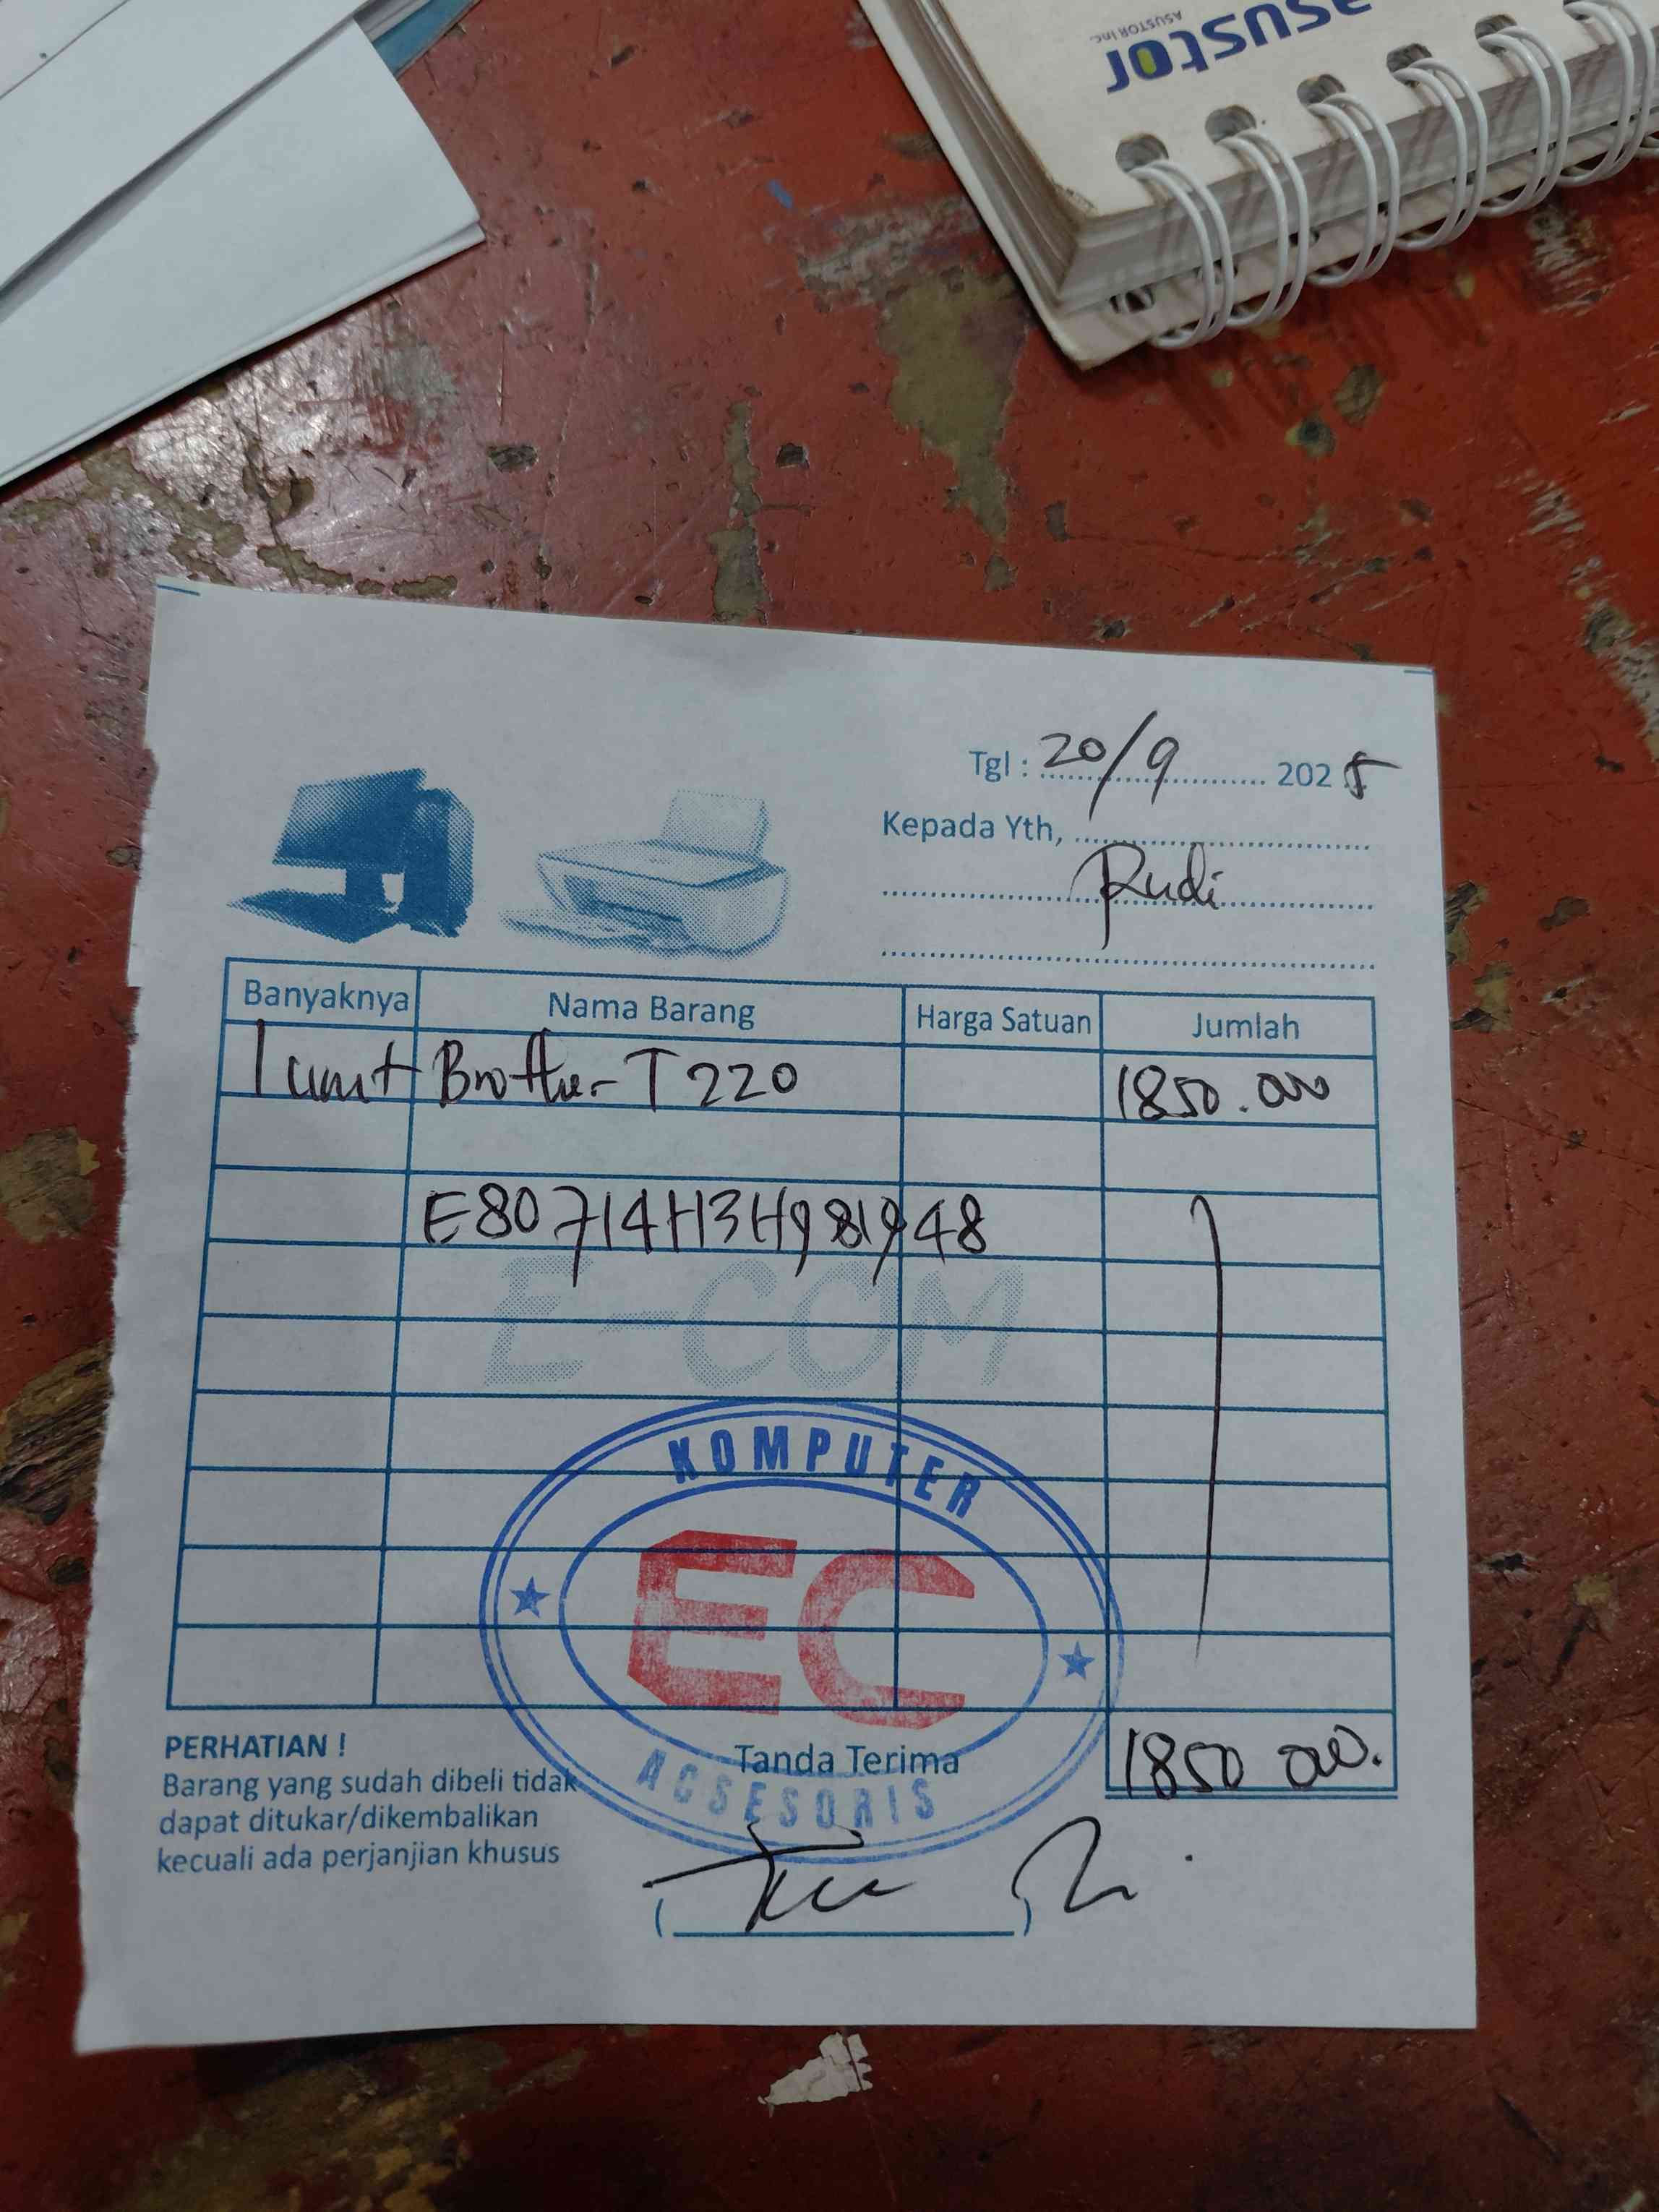 asustor
ASUSTOR Inc.
Tgl : 20/9 2025
Kepada Yth,
Rudi
Banyaknya Nama Barang Harga Satuan Jumlah
1 unit Brother T220 1850.000
E80714H3H981948
E-COM
KOMPUTER
EC
ACSESORIS
1850 000.
PERHATIAN !
Barang yang sudah dibeli tidak
dapat ditukar/dikembalikan
kecuali ada perjanjian khusus
Tanda Terima